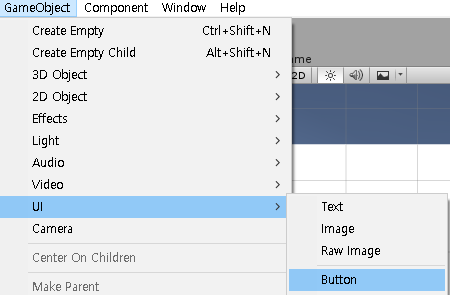 GameObject Component Window Help
Create Empty Ctrl+Shift+N
Create Empty Child Alt+Shift+N
3D Object
2D Object
Effects
Light
Audio
Video
UI
Camera
Center On Children
Make Parent
2D
Text
Image
Raw Image
Button